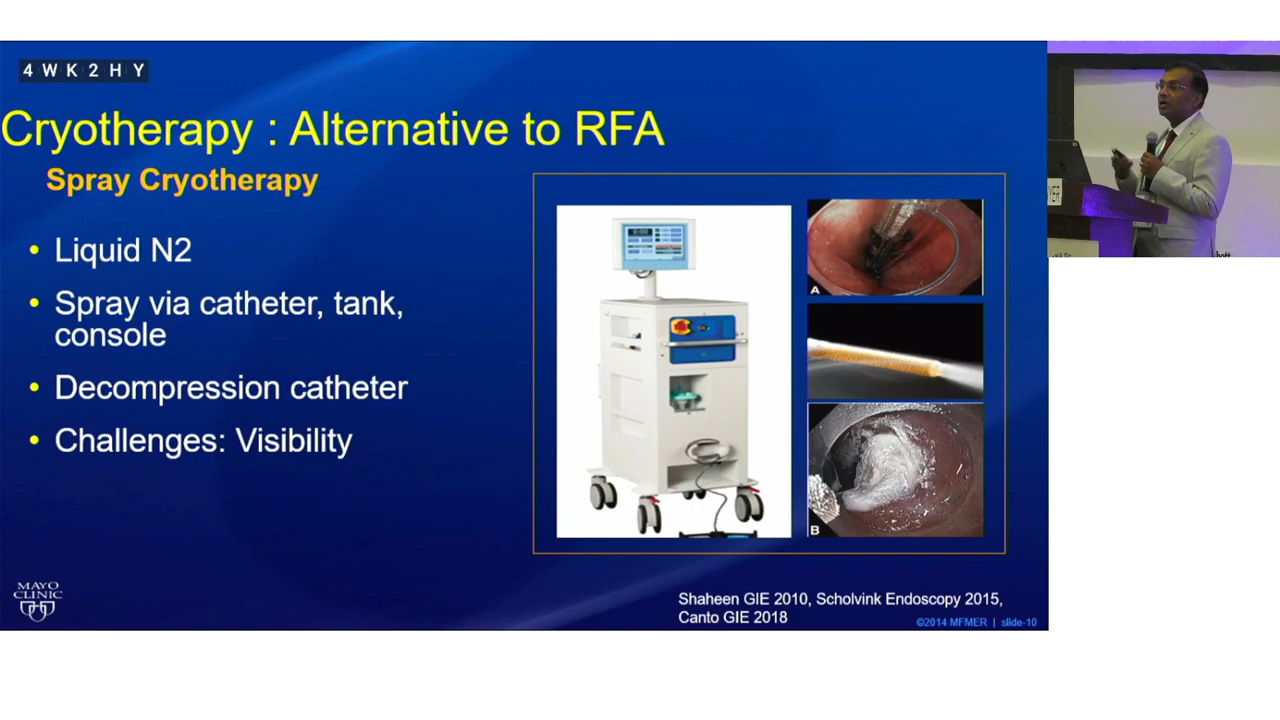 4WK2HY
Cryotherapy : Alternative to RFA
Spray Cryotherapy
• Liquid N2
• Spray via catheter, tank,
console
• Decompression catheter
• Challenges: Visibility
A
B
MAYO
CLINIC
Shaheen GIE 2010, Scholvink Endoscopy 2015,
Canto GIE 2018
©2014 MFMER | slide-10
YER